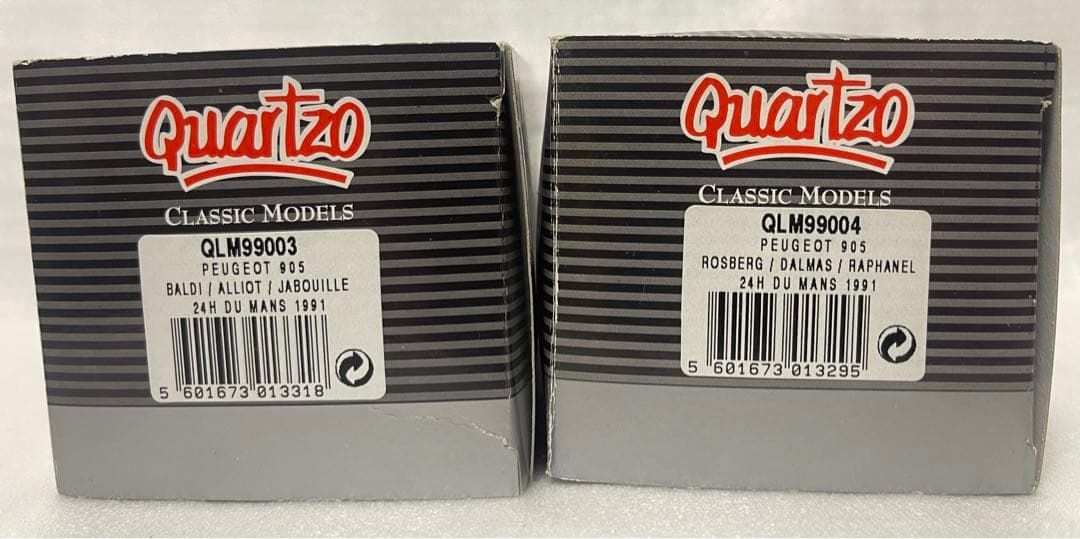 Quartzo
CLASSIC MODELS
QLM99003
PEUGEOT 905
BALDI / ALLIOT / JABOUILLE
24H DU MANS 1991
5 601673 013318
Quartzo
CLASSIC MODELS
QLM99004
PEUGEOT 905
ROSBERG / DALMAS / RAPHANEL
24H DU MANS 1991
5 601673 013295